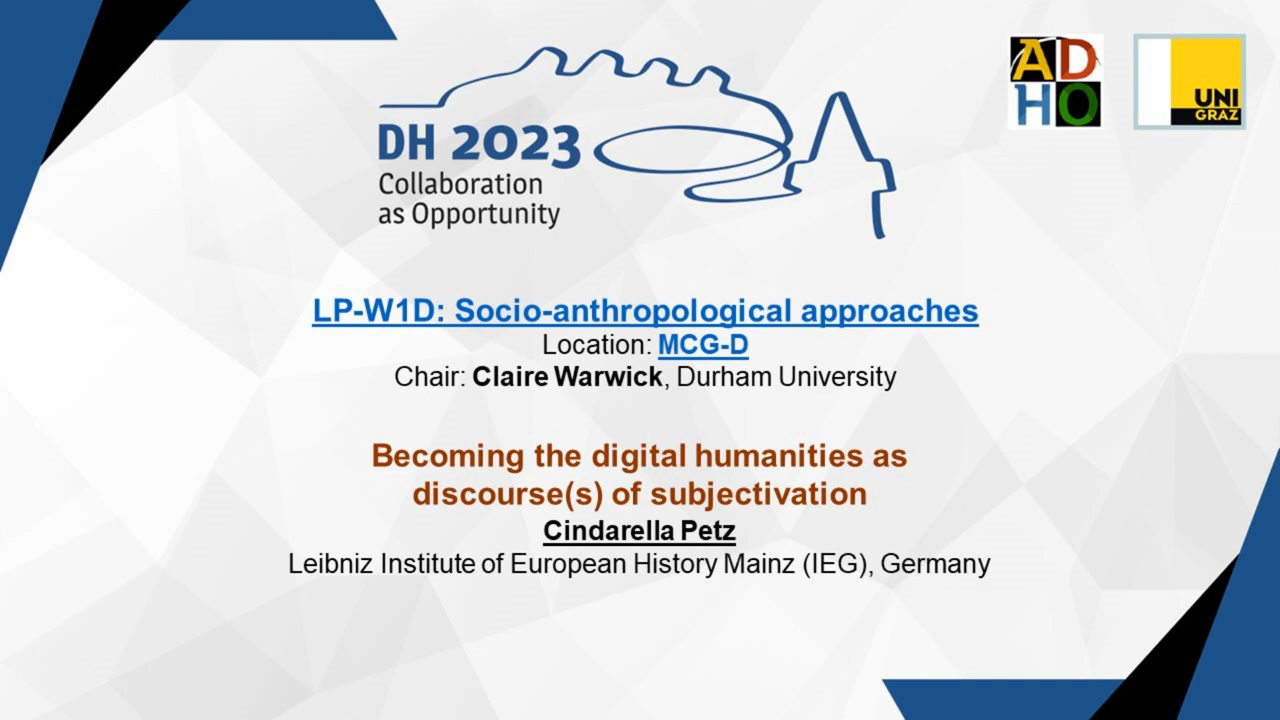 AD
HO
UNI
GRAZ
DH 2023
Collaboration
as Opportunity
LP-W1D: Socio-anthropological approaches
Location: MCG-D
Chair: Claire Warwick, Durham University
Becoming the digital humanities as
discourse(s) of subjectivation
Cindarella Petz
Leibniz Institute of European History Mainz (IEG), Germany